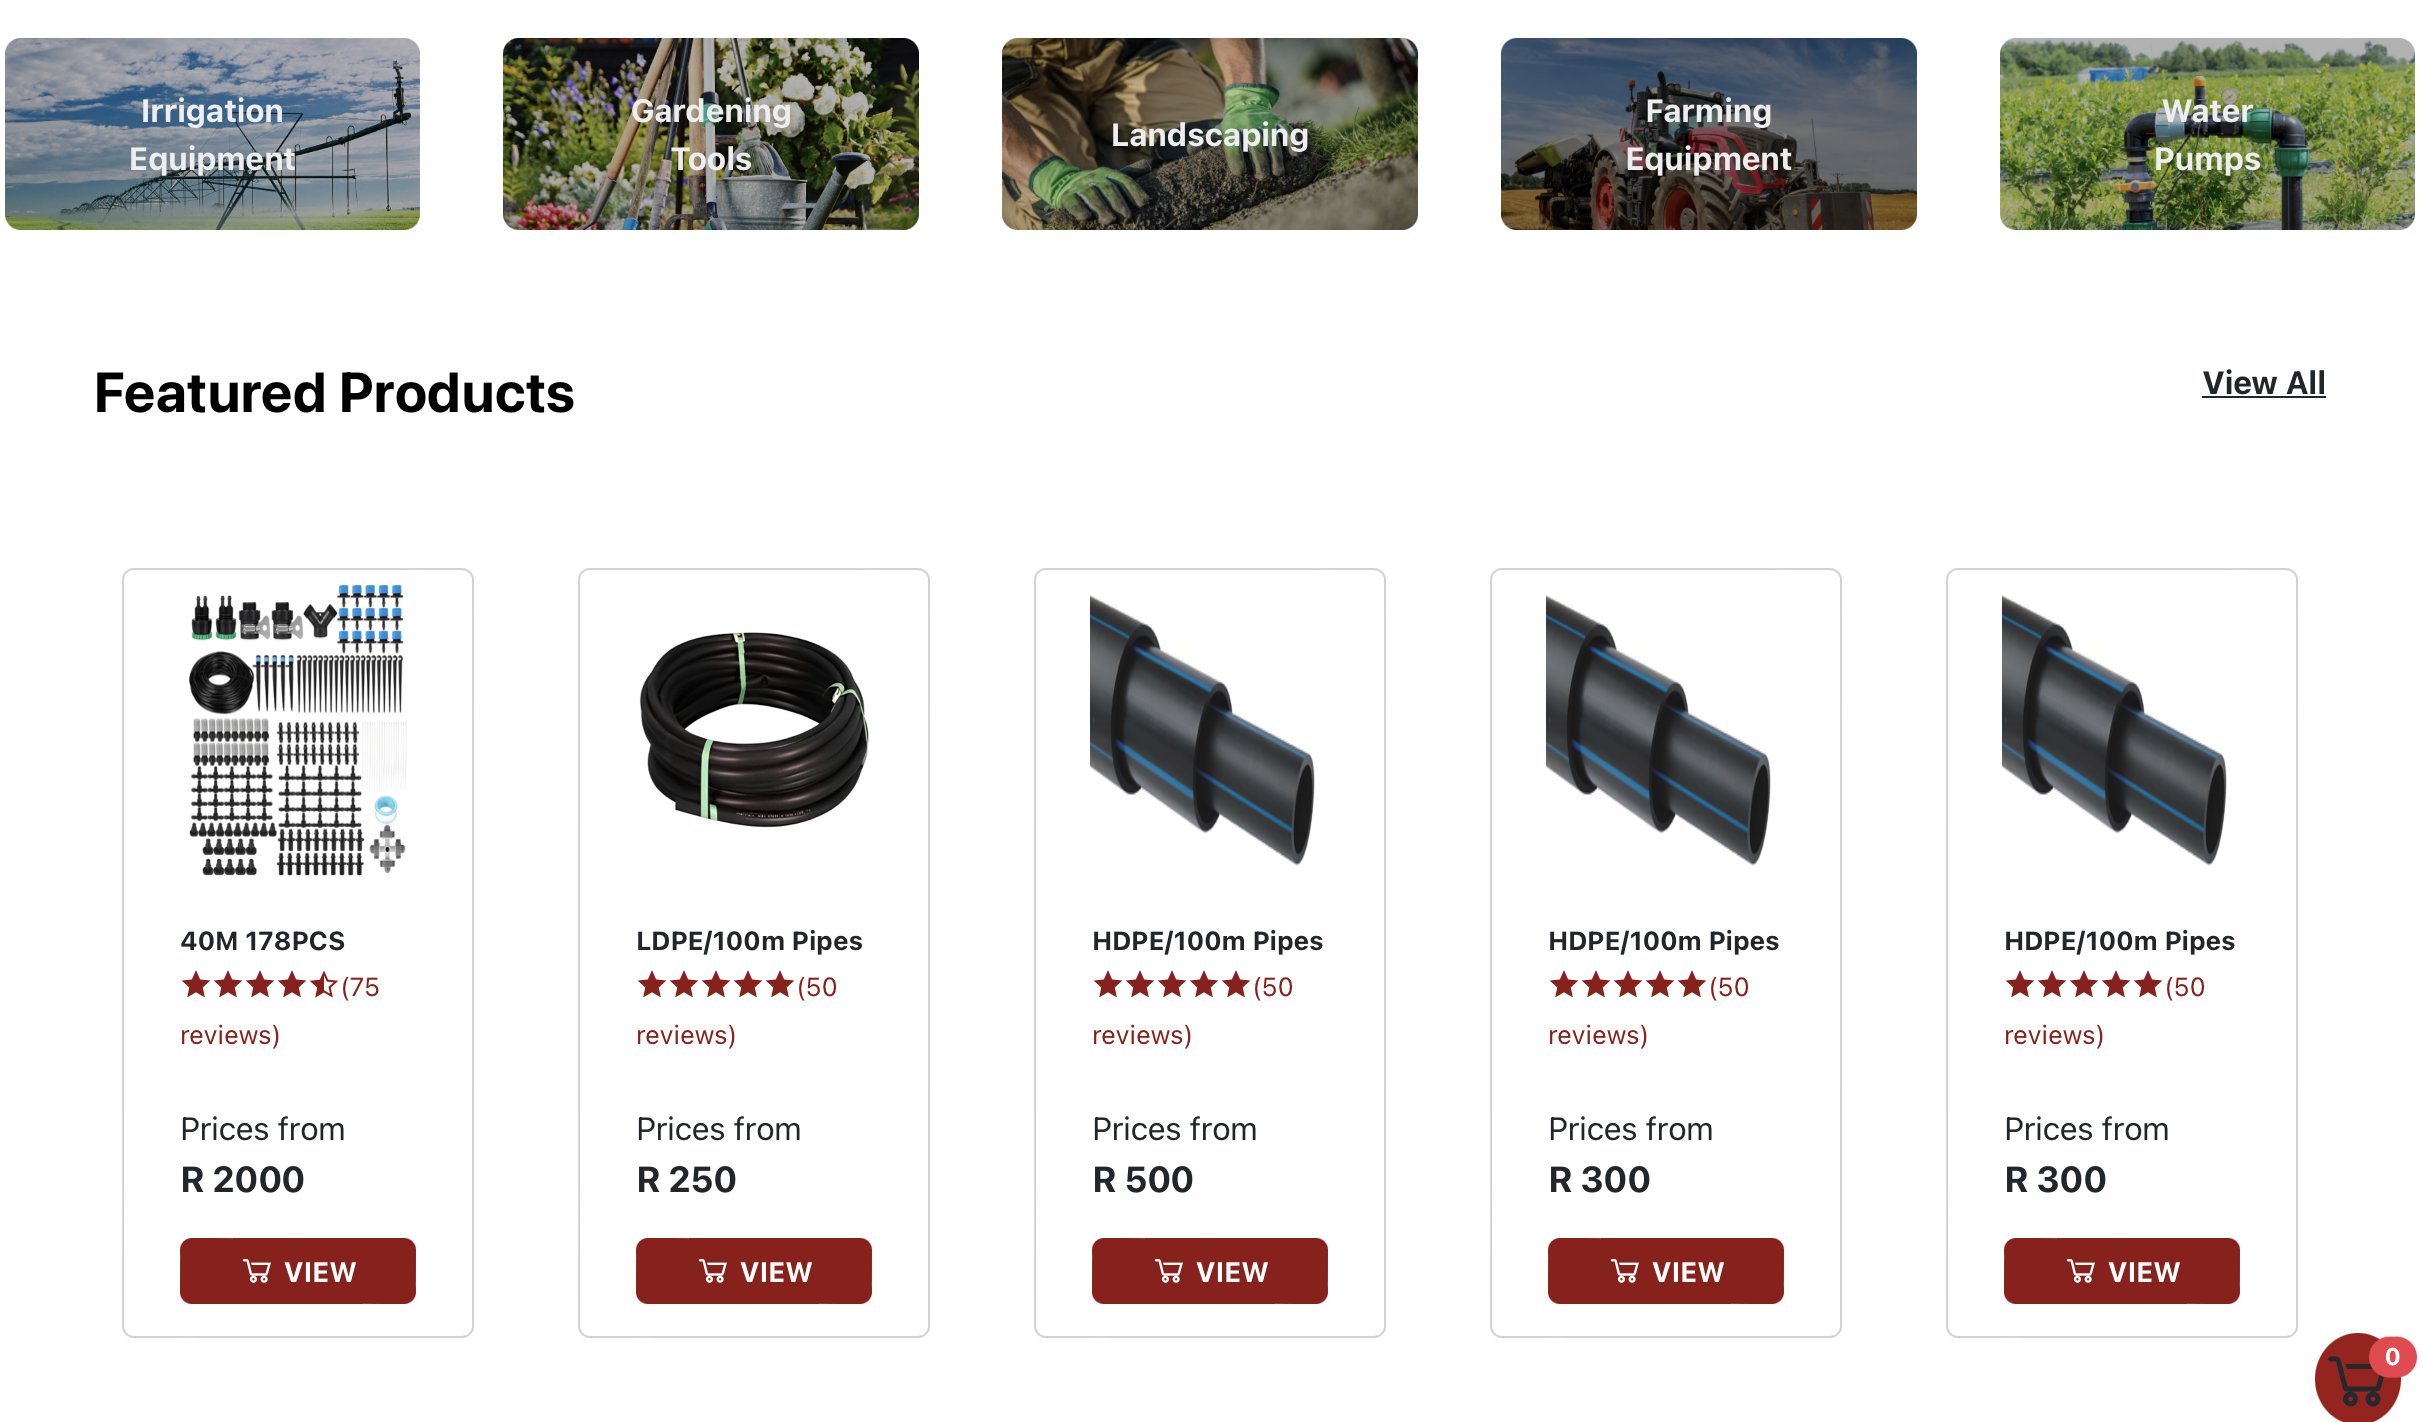 Irrigation
Equipment
Gardening
Tools
Landscaping
Farming
Equipment
Water
Pumps
Featured Products
View All
40M 178PCS
(75
reviews)
Prices from
R 2000
VIEW
LDPE/100m Pipes
(50
reviews)
Prices from
R 250
VIEW
HDPE/100m Pipes
(50
reviews)
Prices from
R 500
VIEW
HDPE/100m Pipes
(50
reviews)
Prices from
R 300
VIEW
HDPE/100m Pipes
(50
reviews)
Prices from
R 300
VIEW
0